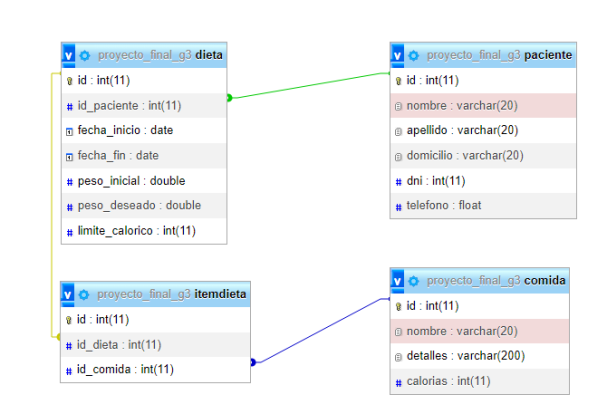 proyecto_final_g3 dieta
id : int(11)
# id_paciente : int(11)
fecha_inicio : date
fecha_fin : date
# peso_inicial : double
# peso_deseado : double
# limite_calorico : int(11)
proyecto_final_g3 paciente
id : int(11)
nombre : varchar(20)
apellido : varchar(20)
domicilio : varchar(20)
# dni : int(11)
# telefono : float
proyecto_final_g3 itemdieta
id : int(11)
# id_dieta : int(11)
# id_comida : int(11)
proyecto_final_g3 comida
id : int(11)
nombre : varchar(20)
detalles : varchar(200)
# calorias : int(11)